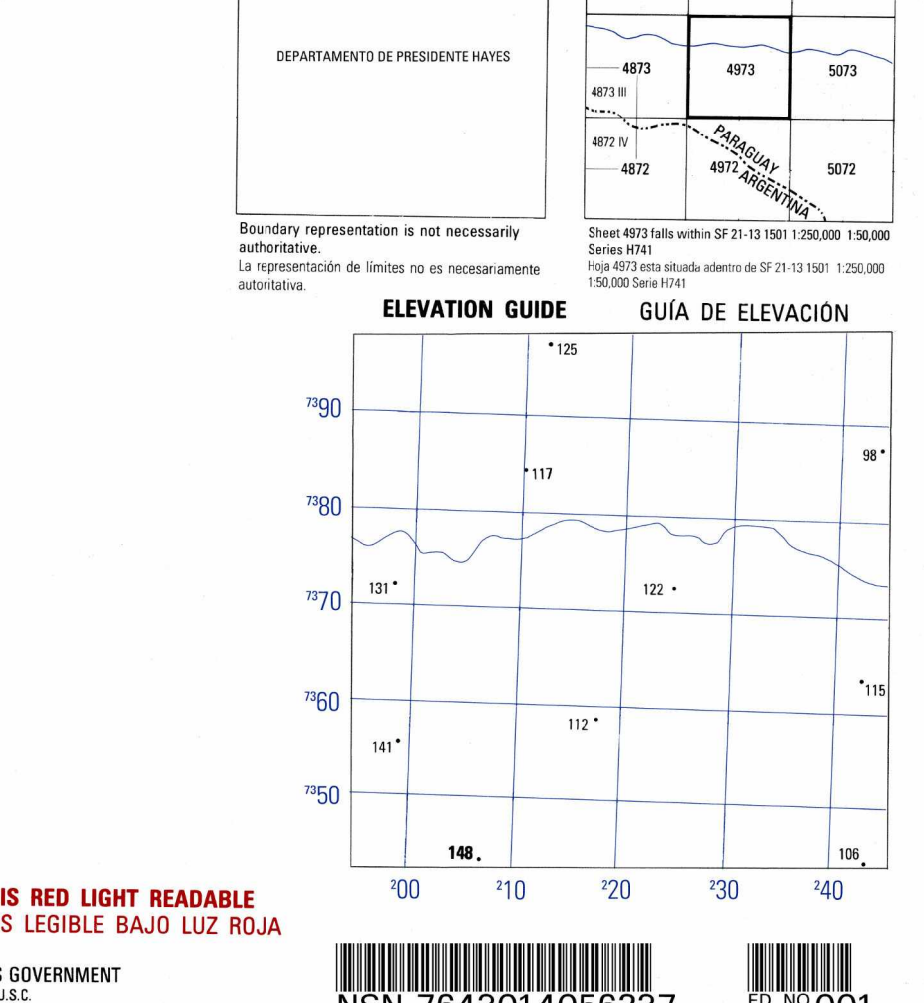 DEPARTAMENTO DE PRESIDENTE HAYES
Boundary representation is not necessarily
authoritative.
La representación de límites no es necesariamente
autoritativa.
4873
4973
5073
4873 III
4872 IV
4872
4972
5072
PARAGUAY
ARGENTINA
Sheet 4973 falls within SF 21-13 1501 1:250,000 1:50,000
Series H741
Hoja 4973 esta situada adentro de SF 21-13 1501 1:250,000
1:50,000 Serie H741
ELEVATION GUIDE GUÍA DE ELEVACIÓN
125
7390
98
117
7380
131
122
7370
115
7360
112
141
7350
148
106
200 210 220 230 240
IS RED LIGHT READABLE
S LEGIBLE BAJO LUZ ROJA
S GOVERNMENT
U.S.C.
NSN 7643014056237
ED. NO. 001